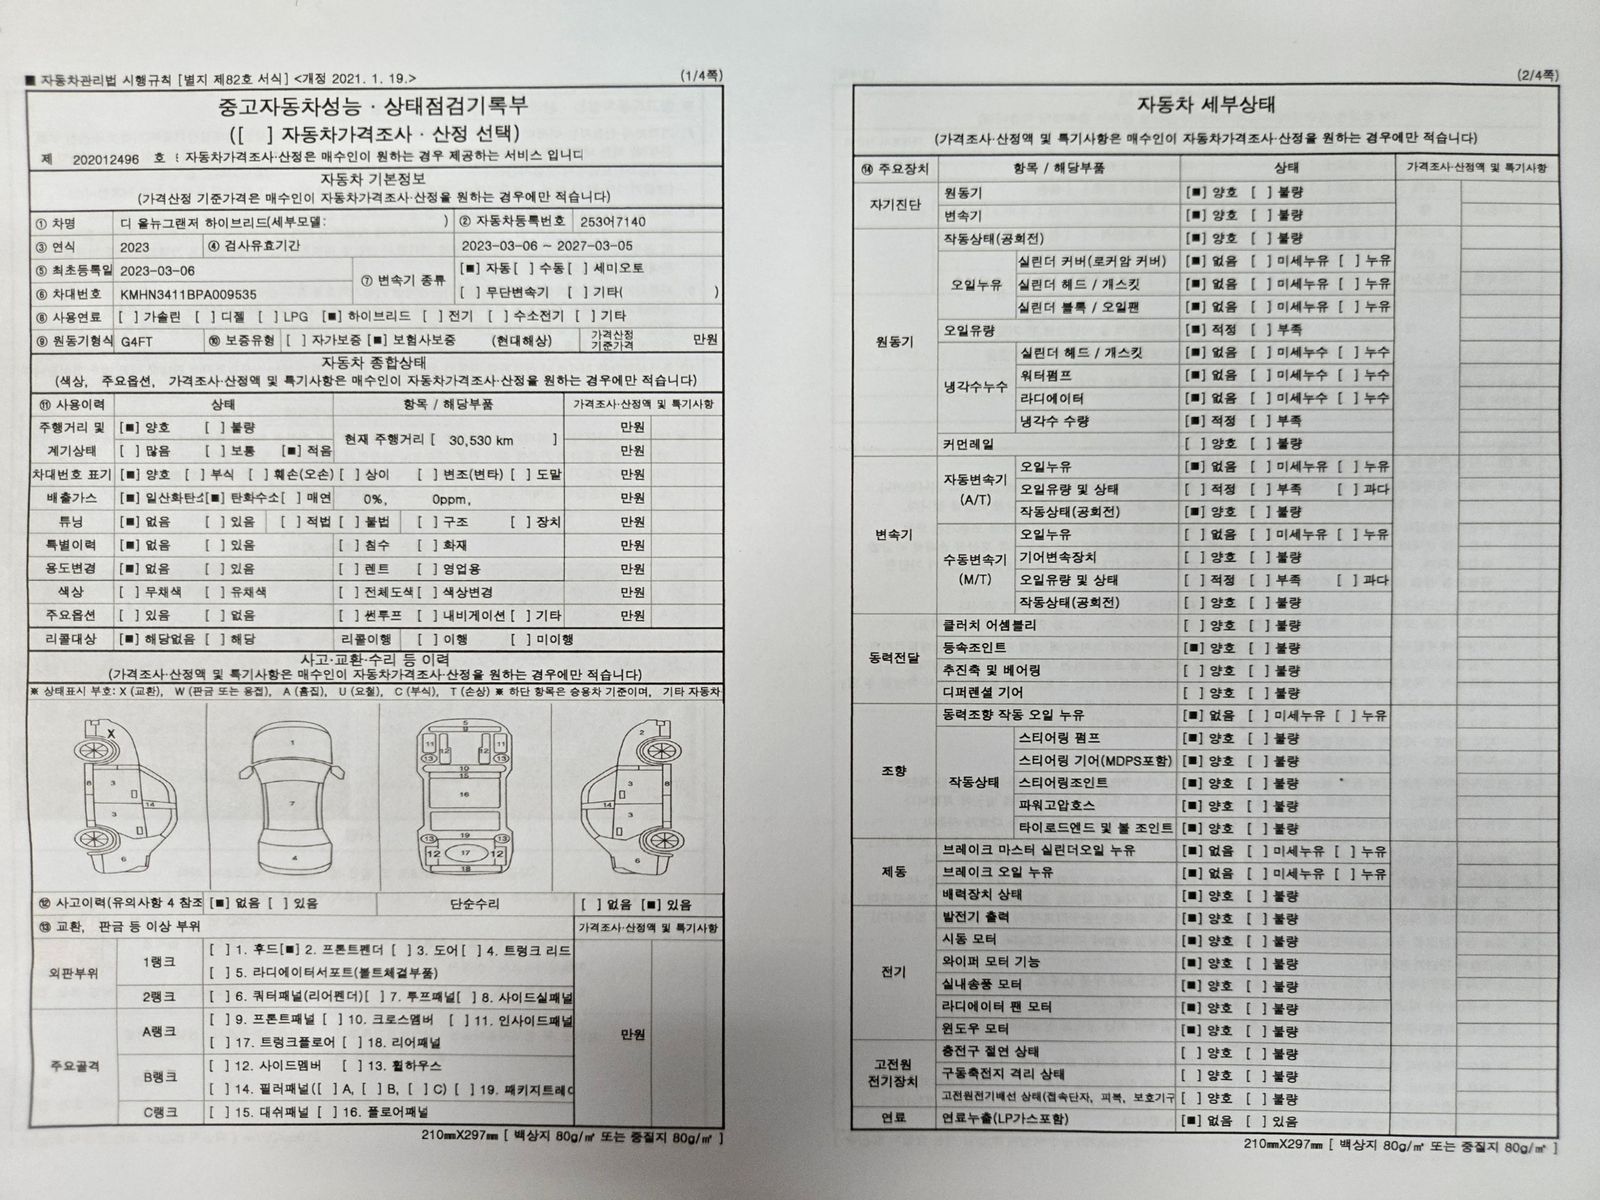 ■ 자동차관리법 시행규칙 [별지 제82호 서식] <개정 2021. 1. 19.>
(1/4쪽)
중고자동차성능 · 상태점검기록부
([ ] 자동차가격조사 · 산정 선택)
제 202012496 호 자동차가격조사·산정은 매수인이 원하는 경우 제공하는 서비스 입니다
자동차 기본정보
(가격산정 기준가격은 매수인이 자동차가격조사·산정을 원하는 경우에만 적습니다)
① 차명 디 올뉴그랜저 하이브리드(세부모델: ) ② 자동차등록번호 253어7140
③ 연식 2023 ④ 검사유효기간 2023-03-06 ~ 2027-03-05
⑤ 최초등록일 2023-03-06 ⑦ 변속기 종류 [■] 자동 [ ] 수동 [ ] 세미오토
⑥ 차대번호 KMHN3411BPA009535 [ ] 무단변속기 [ ] 기타( )
⑧ 사용연료 [ ] 가솔린 [ ] 디젤 [ ] LPG [■] 하이브리드 [ ] 전기 [ ] 수소전기 [ ] 기타
⑨ 원동기형식 G4FT ⑩ 보증유형 [ ] 자가보증 [■] 보험사보증 (현대해상) 가격산정 기준가격 만원
자동차 종합상태
(색상, 주요옵션, 가격조사·산정액 및 특기사항은 매수인이 자동차가격조사·산정을 원하는 경우에만 적습니다)
⑪ 사용이력 상태 항목 / 해당부품 가격조사·산정액 및 특기사항
주행거리 및 [■] 양호 [ ] 불량 현재 주행거리 [ 30,530 km ] 만원
계기상태 [ ] 많음 [ ] 보통 [■] 적음 만원
차대번호 표기 [■] 양호 [ ] 부식 [ ] 훼손(오손) [ ] 상이 [ ] 변조(변타) [ ] 도말 만원
배출가스 [■] 일산화탄소 [■] 탄화수소 [ ] 매연 0%, 0ppm, 만원
튜닝 [■] 없음 [ ] 있음 [ ] 적법 [ ] 불법 [ ] 구조 [ ] 장치 만원
특별이력 [■] 없음 [ ] 있음 [ ] 침수 [ ] 화재 만원
용도변경 [■] 없음 [ ] 있음 [ ] 렌트 [ ] 영업용 만원
색상 [ ] 무채색 [ ] 유채색 [ ] 전체도색 [ ] 색상변경 만원
주요옵션 [ ] 있음 [ ] 없음 [ ] 썬루프 [ ] 내비게이션 [ ] 기타 만원
리콜대상 [■] 해당없음 [ ] 해당 리콜이행 [ ] 이행 [ ] 미이행
사고·교환·수리 등 이력
(가격조사·산정액 및 특기사항은 매수인이 자동차가격조사·산정을 원하는 경우에만 적습니다)
※ 상태표시 부호: X (교환), W (판금 또는 용접), A (흠집), U (요철), C (부식), T (손상) ※ 하단 항목은 승용차 기준이며, 기타 자동차
X 8 3 3 14 6
1 7 4
5 9 11 12 12 11 13 13 10 15 16 19 13 13 12 17 12 18
2 3 3 8 14 6
⑫ 사고이력(유의사항 4 참조 [■] 없음 [ ] 있음 단순수리 [ ] 없음 [■] 있음
⑬ 교환, 판금 등 이상 부위 가격조사·산정액 및 특기사항
외판부위 1랭크 [ ] 1. 후드 [■] 2. 프론트펜더 [ ] 3. 도어 [ ] 4. 트렁크 리드
[ ] 5. 라디에이터서포트(볼트체결부품)
2랭크 [ ] 6. 쿼터패널(리어펜더) [ ] 7. 루프패널 [ ] 8. 사이드실패널
주요골격 A랭크 [ ] 9. 프론트패널 [ ] 10. 크로스멤버 [ ] 11. 인사이드패널 만원
[ ] 17. 트렁크플로어 [ ] 18. 리어패널
B랭크 [ ] 12. 사이드멤버 [ ] 13. 휠하우스
[ ] 14. 필러패널([ ] A, [ ] B, [ ] C) [ ] 19. 패키지트레이
C랭크 [ ] 15. 대쉬패널 [ ] 16. 플로어패널
210㎜X297㎜ [ 백상지 80g/㎡ 또는 중질지 80g/㎡ ]
(2/4쪽)
자동차 세부상태
(가격조사·산정액 및 특기사항은 매수인이 자동차가격조사·산정을 원하는 경우에만 적습니다)
⑭ 주요장치 항목 / 해당부품 상태 가격조사·산정액 및 특기사항
자기진단 원동기 [■] 양호 [ ] 불량
변속기 [■] 양호 [ ] 불량
원동기 작동상태(공회전) [■] 양호 [ ] 불량
오일누유 실린더 커버(로커암 커버) [■] 없음 [ ] 미세누유 [ ] 누유
실린더 헤드 / 개스킷 [■] 없음 [ ] 미세누유 [ ] 누유
실린더 블록 / 오일팬 [■] 없음 [ ] 미세누유 [ ] 누유
오일유량 [■] 적정 [ ] 부족
냉각수누수 실린더 헤드 / 개스킷 [■] 없음 [ ] 미세누수 [ ] 누수
워터펌프 [■] 없음 [ ] 미세누수 [ ] 누수
라디에이터 [■] 없음 [ ] 미세누수 [ ] 누수
냉각수 수량 [■] 적정 [ ] 부족
커먼레일 [ ] 양호 [ ] 불량
변속기 자동변속기 (A/T) 오일누유 [■] 없음 [ ] 미세누유 [ ] 누유
오일유량 및 상태 [ ] 적정 [ ] 부족 [ ] 과다
작동상태(공회전) [■] 양호 [ ] 불량
수동변속기 (M/T) 오일누유 [ ] 없음 [ ] 미세누유 [ ] 누유
기어변속장치 [ ] 양호 [ ] 불량
오일유량 및 상태 [ ] 적정 [ ] 부족 [ ] 과다
작동상태(공회전) [ ] 양호 [ ] 불량
동력전달 클러치 어셈블리 [ ] 양호 [ ] 불량
등속조인트 [■] 양호 [ ] 불량
추진축 및 베어링 [ ] 양호 [ ] 불량
디퍼렌셜 기어 [ ] 양호 [ ] 불량
조향 동력조향 작동 오일 누유 [■] 없음 [ ] 미세누유 [ ] 누유
작동상태 스티어링 펌프 [■] 양호 [ ] 불량
스티어링 기어(MDPS포함) [■] 양호 [ ] 불량
스티어링조인트 [■] 양호 [ ] 불량
파워고압호스 [■] 양호 [ ] 불량
타이로드엔드 및 볼 조인트 [■] 양호 [ ] 불량
제동 브레이크 마스터 실린더오일 누유 [■] 없음 [ ] 미세누유 [ ] 누유
브레이크 오일 누유 [■] 없음 [ ] 미세누유 [ ] 누유
배력장치 상태 [■] 양호 [ ] 불량
전기 발전기 출력 [■] 양호 [ ] 불량
시동 모터 [■] 양호 [ ] 불량
와이퍼 모터 기능 [■] 양호 [ ] 불량
실내송풍 모터 [■] 양호 [ ] 불량
라디에이터 팬 모터 [■] 양호 [ ] 불량
윈도우 모터 [■] 양호 [ ] 불량
고전원 전기장치 충전구 절연 상태 [ ] 양호 [ ] 불량
구동축전지 격리 상태 [ ] 양호 [ ] 불량
고전원전기배선 상태(접속단자, 피복, 보호기구 [ ] 양호 [ ] 불량
연료 연료누출(LP가스포함) [■] 없음 [ ] 있음
210㎜X297㎜ [ 백상지 80g/㎡ 또는 중질지 80g/㎡ ]